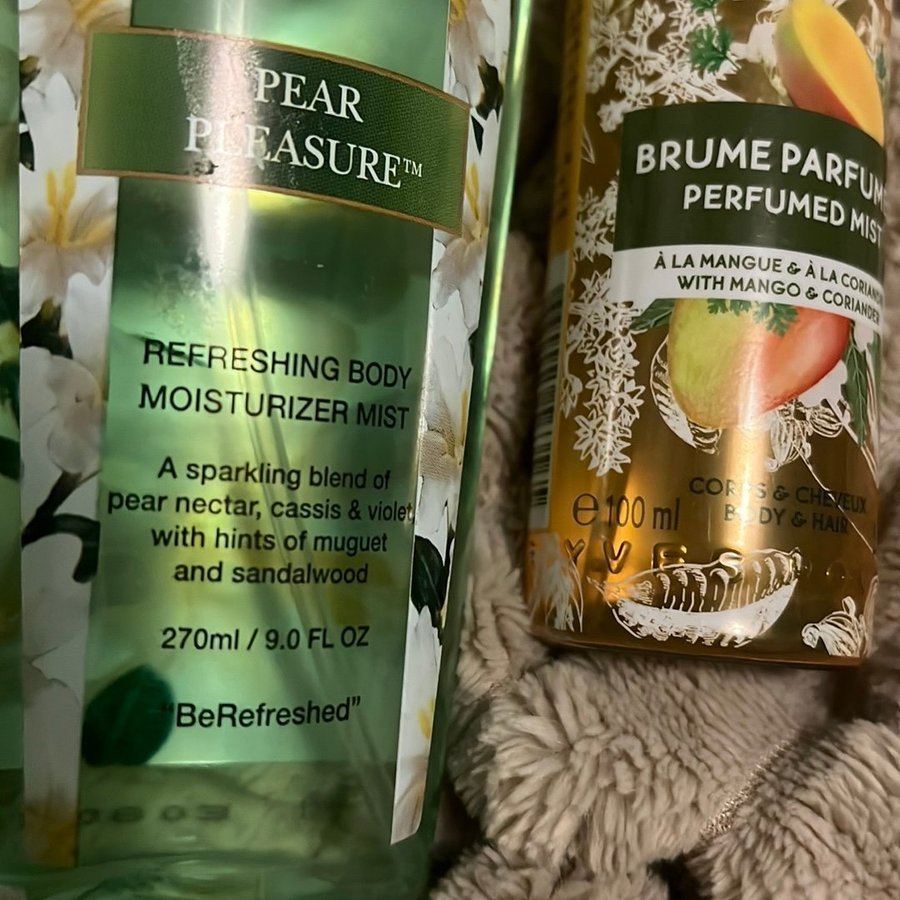 PEAR
PLEASURE™
REFRESHING BODY
MOISTURIZER MIST
A sparkling blend of
pear nectar, cassis & violet
with hints of muguet
and sandalwood
270ml / 9.0 FL OZ
"BeRefreshed"
BRUME PARFUM
PERFUMED MIST
À LA MANGUE & À LA CORIAND
WITH MANGO & CORIANDER
CORPS & CHEVEUX
BODY & HAIR
℮ 100 ml
YVES